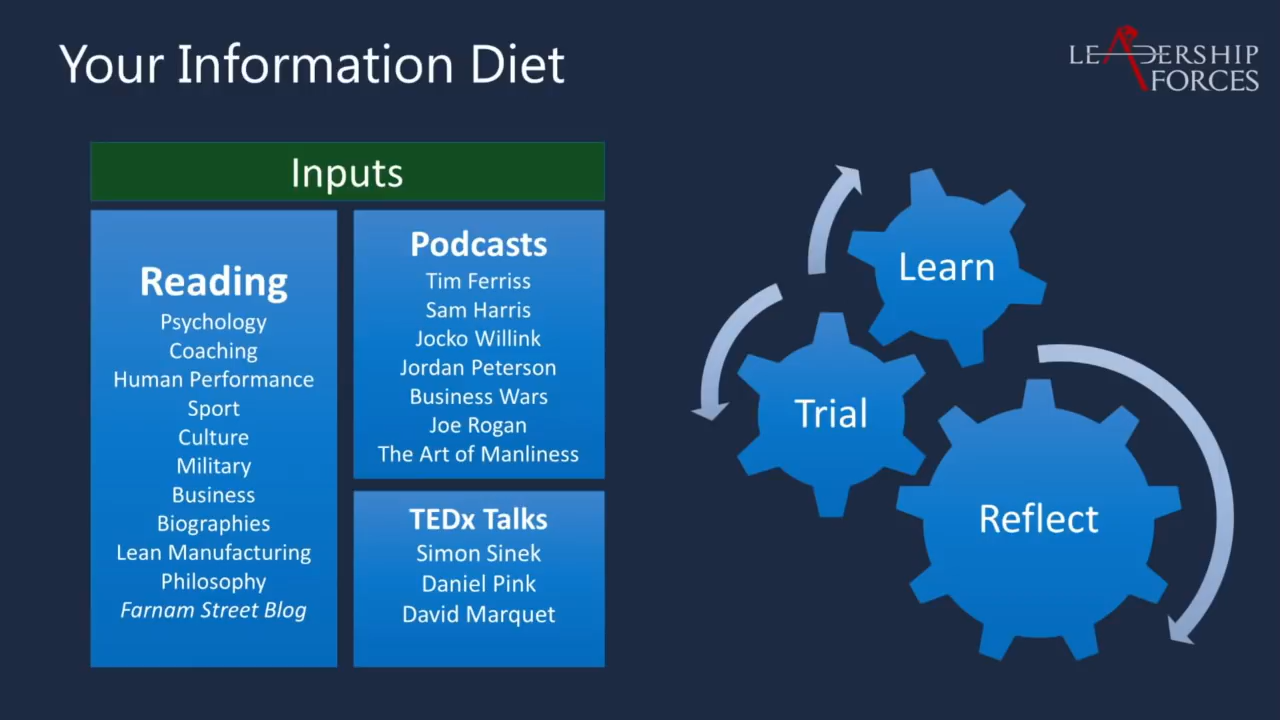 Your Information Diet
LEADERSHIP
FORCES
Inputs
Reading
Psychology
Coaching
Human Performance
Sport
Culture
Military
Business
Biographies
Lean Manufacturing
Philosophy
Farnam Street Blog
Podcasts
Tim Ferriss
Sam Harris
Jocko Willink
Jordan Peterson
Business Wars
Joe Rogan
The Art of Manliness
TEDx Talks
Simon Sinek
Daniel Pink
David Marquet
Learn
Trial
Reflect